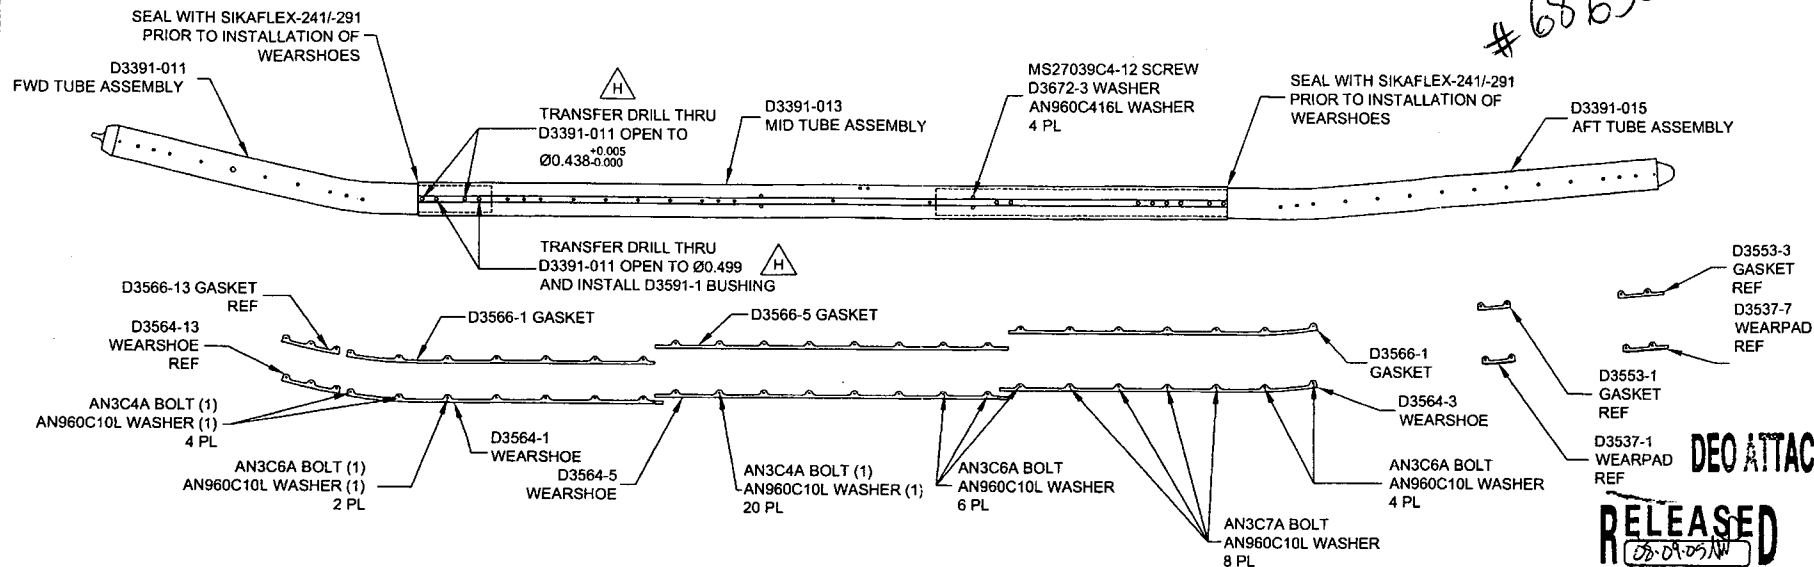 SEAL WITH SIKAFLEX-241/-291
PRIOR TO INSTALLATION OF
WEARSHOES
D3391-011
FWD TUBE ASSEMBLY
H
TRANSFER DRILL THRU
D3391-011 OPEN TO
Ø0.438 +0.005
-0.000
D3391-013
MID TUBE ASSEMBLY
MS27039C4-12 SCREW
D3672-3 WASHER
AN960C416L WASHER
4 PL
SEAL WITH SIKAFLEX-241/-291
PRIOR TO INSTALLATION OF
WEARSHOES
D3391-015
AFT TUBE ASSEMBLY
TRANSFER DRILL THRU
D3391-011 OPEN TO Ø0.499
AND INSTALL D3591-1 BUSHING
H
D3566-13 GASKET
REF
D3564-13
WEARSHOE
REF
D3566-1 GASKET
D3566-5 GASKET
D3553-3
GASKET
REF
D3537-7
WEARPAD
REF
D3566-1
GASKET
D3553-1
GASKET
REF
AN3C4A BOLT (1)
AN960C10L WASHER (1)
4 PL
D3564-1
WEARSHOE
D3564-3
WEARSHOE
AN3C6A BOLT (1)
AN960C10L WASHER (1)
2 PL
D3564-5
WEARSHOE
AN3C4A BOLT (1)
AN960C10L WASHER (1)
20 PL
AN3C6A BOLT
AN960C10L WASHER
6 PL
AN3C7A BOLT
AN960C10L WASHER
8 PL
AN3C6A BOLT
AN960C10L WASHER
4 PL
D3537-1
WEARPAD
REF
DEO ATTAC
RELEASED
08.09.05